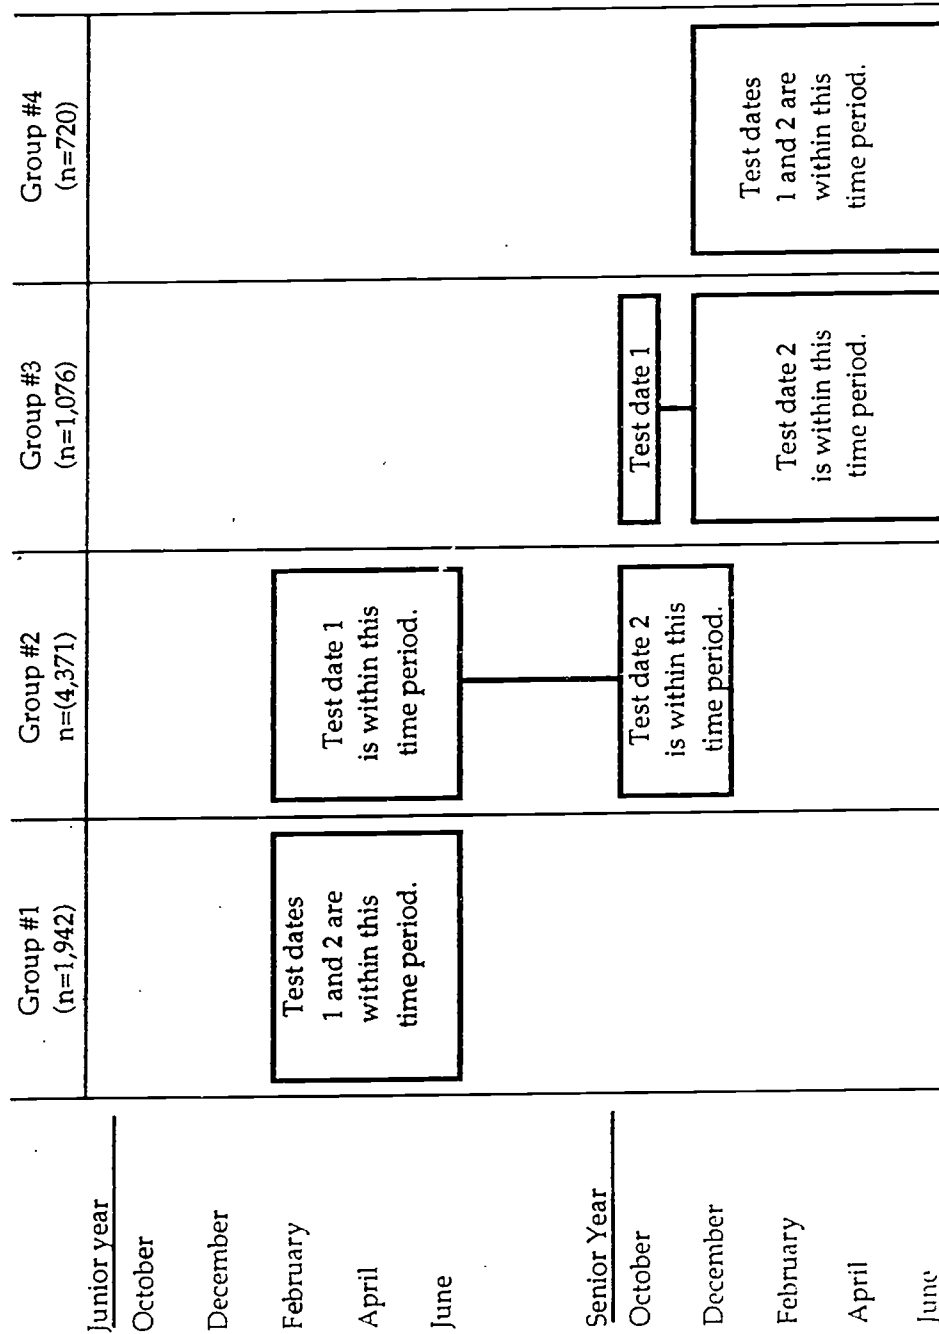 Group #1
(n=1,942)
Group #2
n=(4,371)
Group #3
(n=1,076)
Group #4
(n=720)
Junior year
October
December
February
April
June
Senior Year
October
December
February
April
June
Test dates
1 and 2 are
within this
time period.
Test date 1
is within this
time period.
Test date 2
is within this
time period.
Test date 1
Test date 2
is within this
time period.
Test dates
1 and 2 are
within this
time period.